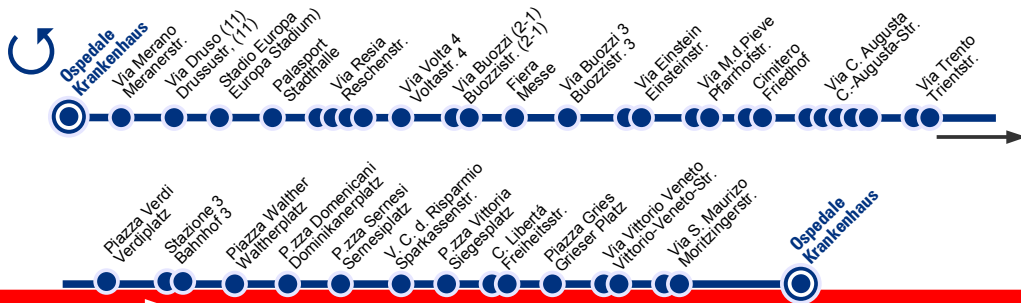 Ospedale
Krankenhaus
Via Merano
Meranerstr.
Via Druso (11)
Drususstr, (11)
Stadio Europa
Europa Stadium)
Palasport
Stadthalle
Via Resia
Reschenstr.
Via Volta 4
Voltastr. 4
Via Buozzi (2-1)
Buozzistr. (2-1)
Fiera
Messe
Via Buozzi 3
Buozzistr. 3
Via Einstein
Einsteinstr.
Via M.d.Pieve
Pfarrhofstr.
Cimitero
Friedhof
Via C. Augusta
C.-Augusta-Str.
Via Trento
Trientstr.
Piazza Verdi
Verdiplatz
Stazione 3
Bahnhof 3
Piazza Walther
Waltherplatz
P.zza Domenicani
Dominikanerplatz
P.zza Sernesi
Sernesiplatz
V. C. d. Risparmio
Sparkassenstr.
P.zza Vittoria
Siegesplatz
C. Libertá
Freiheitsstr.
Piazza Gries
Grieser Platz
Via Vittorio Veneto
Vittorio-Veneto-Str.
Via S. Maurizo
Moritzingerstr.
Ospedale
Krankenhaus